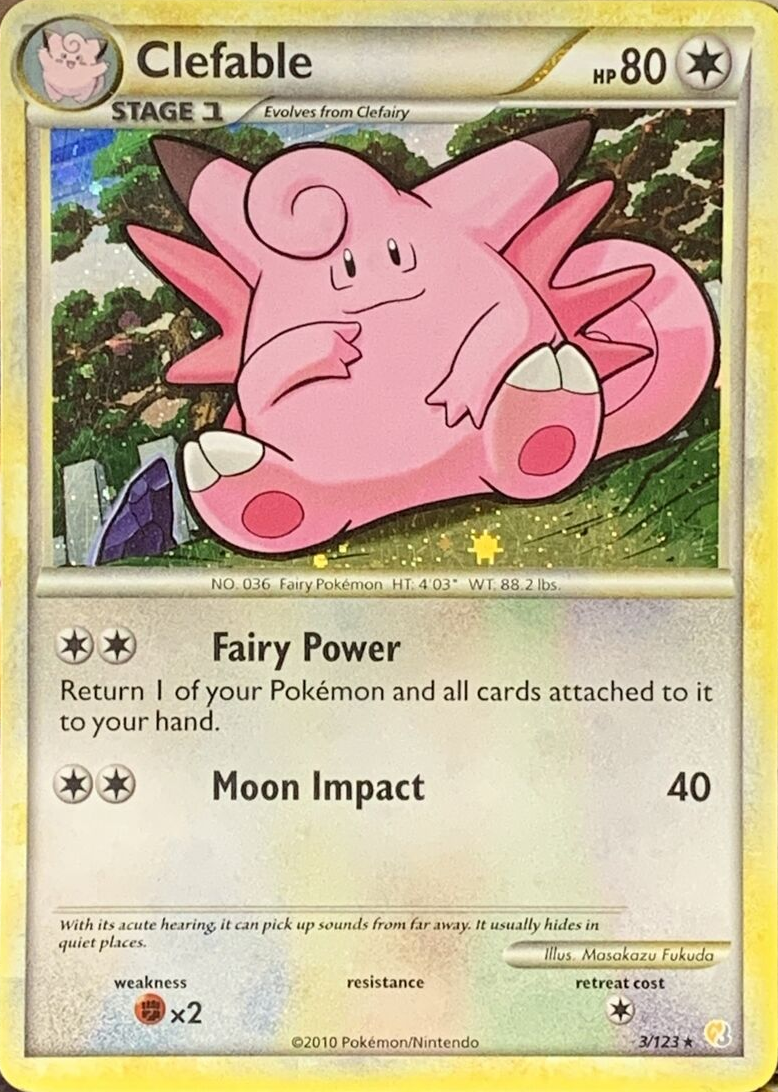 Clefable
HP 80
STAGE 1 Evolves from Clefairy
NO. 036 Fairy Pokémon HT: 4'03" WT: 88.2 lbs.
Fairy Power
Return 1 of your Pokémon and all cards attached to it
to your hand.
Moon Impact 40
With its acute hearing, it can pick up sounds from far away. It usually hides in
quiet places.
Illus. Masakazu Fukuda
weakness resistance retreat cost
x2
©2010 Pokémon/Nintendo 3/123 ★